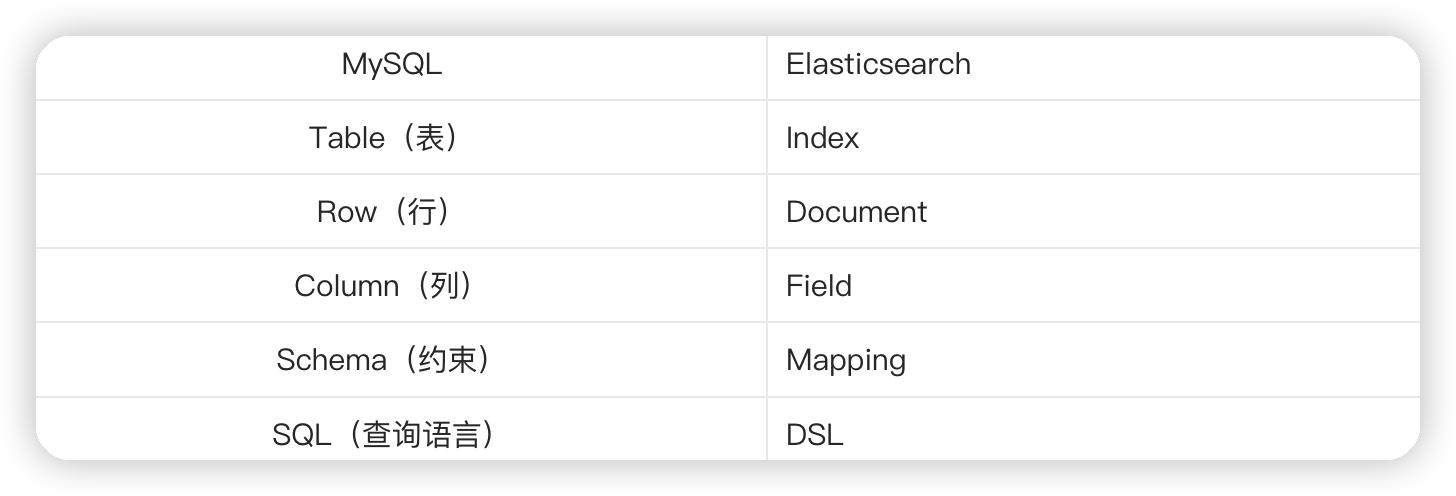 MySQL Elasticsearch
Table（表） Index
Row（行） Document
Column（列） Field
Schema（约束） Mapping
SQL（查询语言） DSL